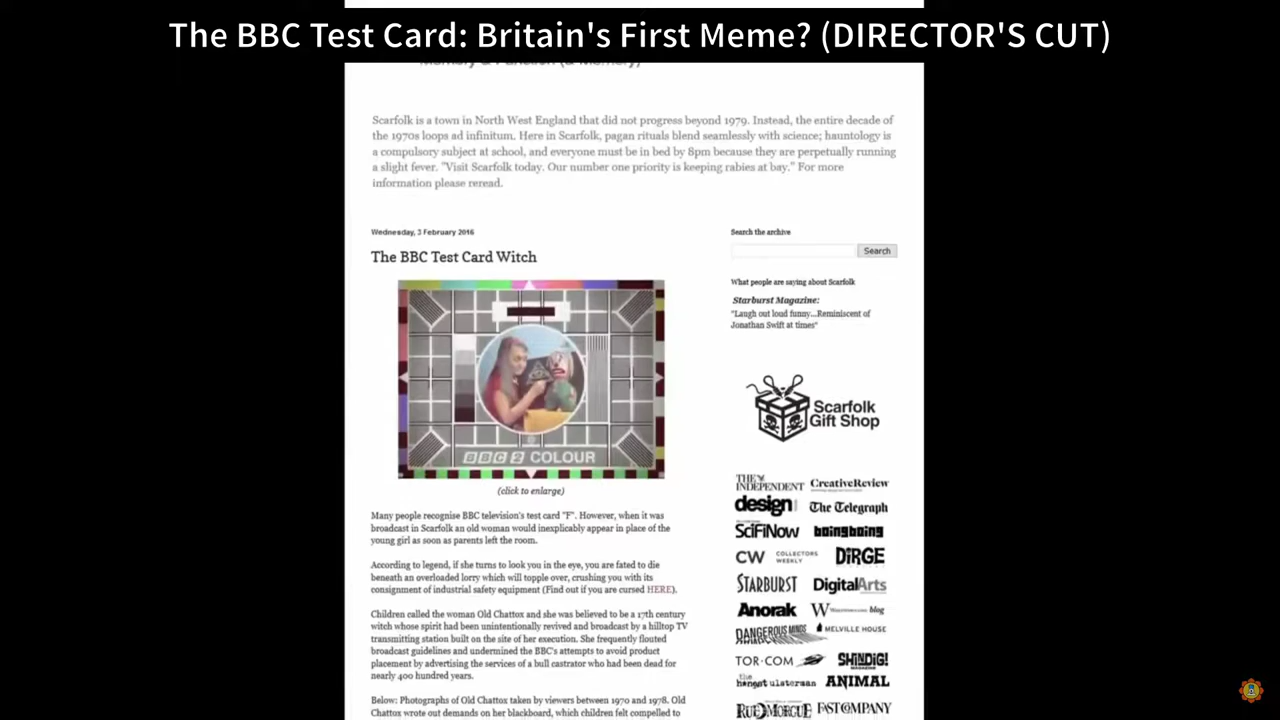 The BBC Test Card: Britain's First Meme? (DIRECTOR'S CUT)
Scarfolk is a town in North West England that did not progress beyond 1979. Instead, the entire decade of
the 1970s loops ad infinitum. Here in Scarfolk, pagan rituals blend seamlessly with science; hauntology is
a compulsory subject at school, and everyone must be in bed by 8pm because they are perpetually running
a slight fever. "Visit Scarfolk today. Our number one priority is keeping rabies at bay." For more
information please reread.
Wednesday, 3 February 2016
The BBC Test Card Witch
BBC 2 COLOUR
(click to enlarge)
Many people recognise BBC television's test card "F". However, when it was
broadcast in Scarfolk an old woman would inexplicably appear in place of the
young girl as soon as parents left the room.
According to legend, if she turns to look you in the eye, you are fated to die
beneath an overloaded lorry which will topple over, crushing you with its
consignment of industrial safety equipment (Find out if you are cursed HERE).
Children called the woman Old Chattox and she was believed to be a 17th century
witch whose spirit had been unintentionally revived and broadcast by a hilltop TV
transmitting station built on the site of her execution. She frequently flouted
broadcast guidelines and undermined the BBC's attempts to avoid product
placement by advertising the services of a bull castrator who had been dead for
nearly 400 hundred years.
Below: Photographs of Old Chattox taken by viewers between 1970 and 1978. Old
Chattox wrote out demands on her blackboard, which children felt compelled to
Search the archive
Search
What people are saying about Scarfolk
Starburst Magazine:
"Laugh out loud funny...Reminiscent of
Jonathan Swift at times"
Scarfolk
Gift Shop
THE INDEPENDENT CreativeReview
design The Telegraph
SciFiNow boingboing
CW COLLECTORS WEEKLY DiRGE
STARBURST DigitalArts
Anorak W blog
DANGEROUS MINDS MELVILLE HOUSE
TOR.COM SHINDIG! MAGAZINE
the honest ulsterman ANIMAL
RUE MORGUE FAST COMPANY